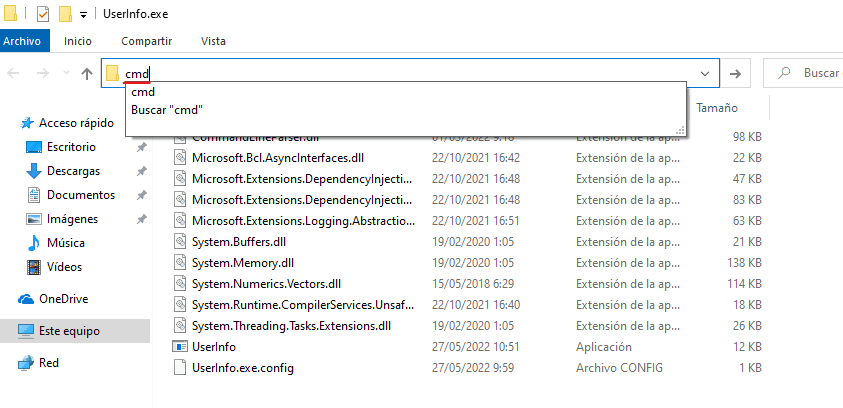 UserInfo.exe
Archivo Inicio Compartir Vista
cmd
Buscar
cmd
Buscar "cmd"
Tamaño
Acceso rápido
Escritorio
Descargas
Documentos
Imágenes
Música
Vídeos
OneDrive
Este equipo
Red
CommandLineParser.dll 01/03/2022 9:18 Extensión de la ap... 98 KB
Microsoft.Bcl.AsyncInterfaces.dll 22/10/2021 16:42 Extensión de la ap... 22 KB
Microsoft.Extensions.DependencyInjecti... 22/10/2021 16:48 Extensión de la ap... 47 KB
Microsoft.Extensions.DependencyInjecti... 22/10/2021 16:48 Extensión de la ap... 83 KB
Microsoft.Extensions.Logging.Abstractio... 22/10/2021 16:51 Extensión de la ap... 63 KB
System.Buffers.dll 19/02/2020 1:05 Extensión de la ap... 21 KB
System.Memory.dll 19/02/2020 1:05 Extensión de la ap... 138 KB
System.Numerics.Vectors.dll 15/05/2018 6:29 Extensión de la ap... 114 KB
System.Runtime.CompilerServices.Unsaf... 22/10/2021 16:40 Extensión de la ap... 18 KB
System.Threading.Tasks.Extensions.dll 19/02/2020 1:05 Extensión de la ap... 26 KB
UserInfo 27/05/2022 10:51 Aplicación 12 KB
UserInfo.exe.config 27/05/2022 9:59 Archivo CONFIG 1 KB